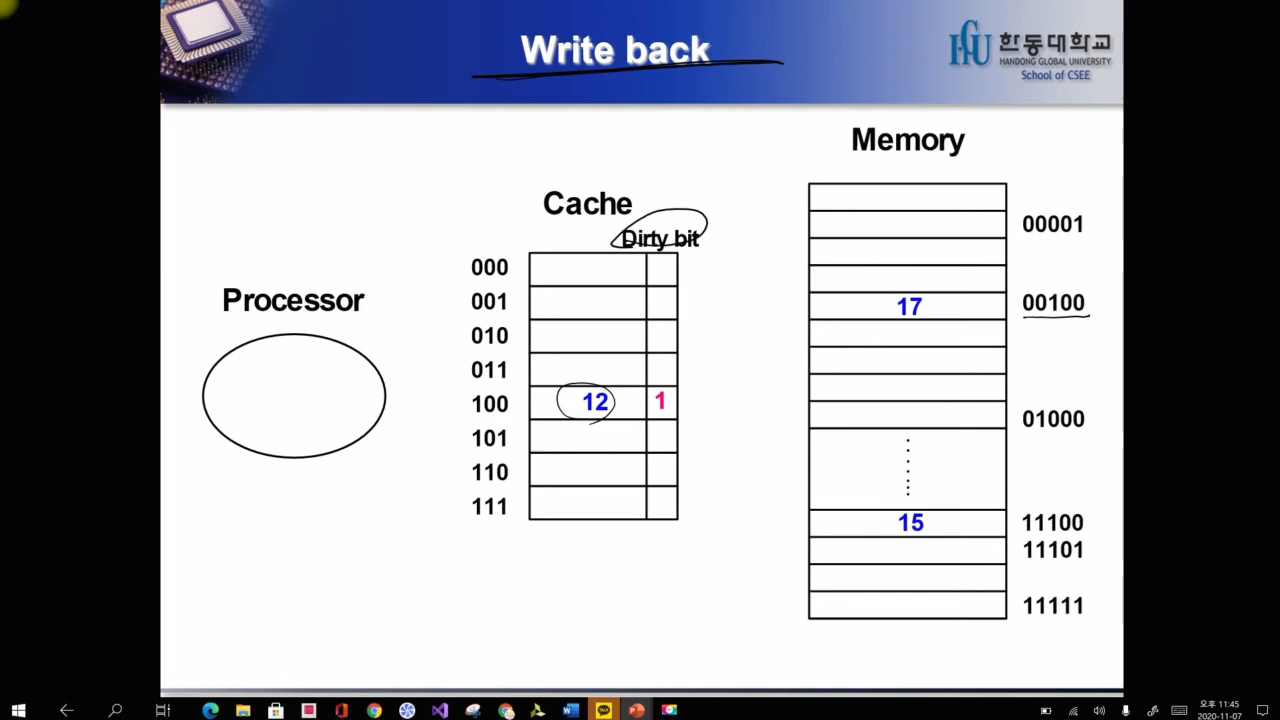 Write back
한동대학교
HANDONG GLOBAL UNIVERSITY
School of CSEE
Memory
Cache
Dirty bit
Processor
000
001
010
011
100 12 1
101
110
111
00001
17 00100
01000
15 11100
11101
11111
오후 11:45
2020-11-07